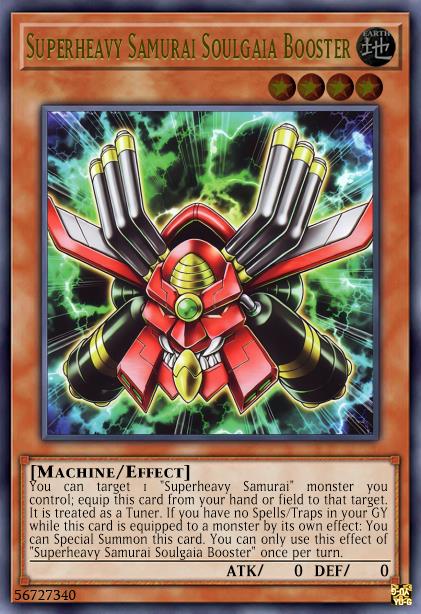 Superheavy Samurai Soulgaia Booster
EARTH
地
[Machine/Effect]
You can target 1 "Superheavy Samurai" monster you
control; equip this card from your hand or field to that target.
It is treated as a Tuner. If you have no Spells/Traps in your GY
while this card is equipped to a monster by its own effect: You
can Special Summon this card. You can only use this effect of
"Superheavy Samurai Soulgaia Booster" once per turn.
ATK/ 0 DEF/ 0
56727340